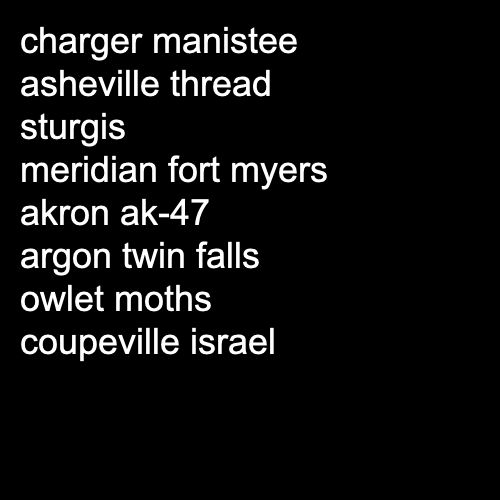 charger manistee
asheville thread
sturgis
meridian fort myers
akron ak-47
argon twin falls
owlet moths
coupeville israel